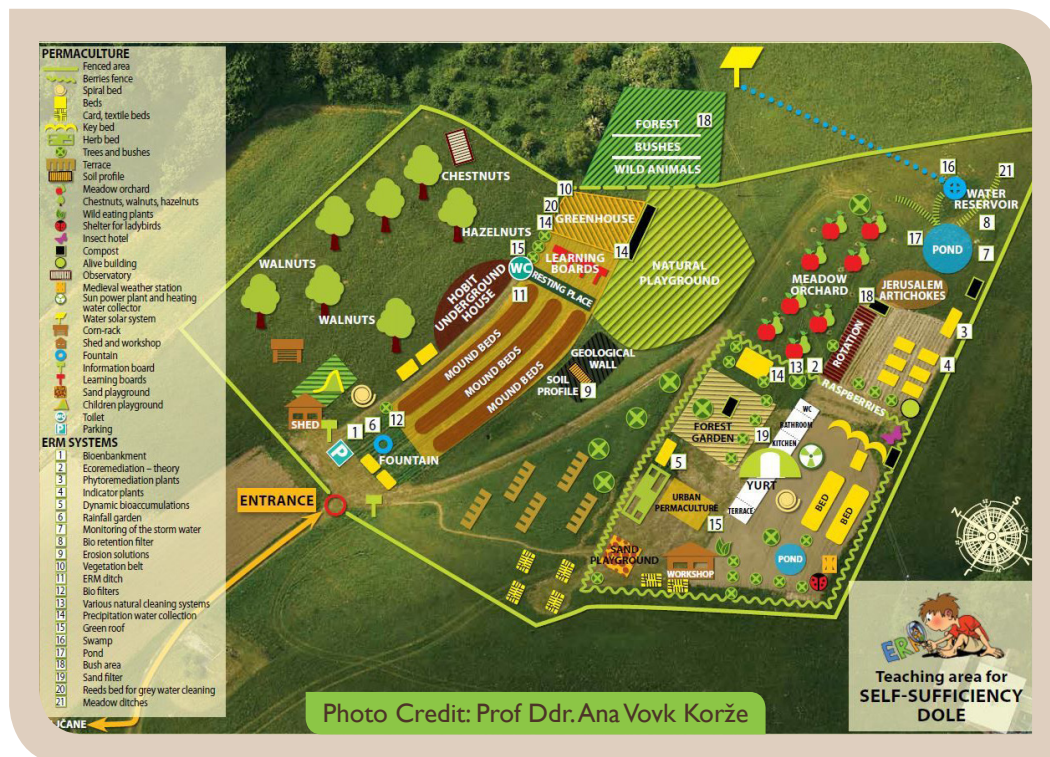 PERMACULTURE
Fenced area
Berries fence
Spiral bed
Beds
Card, textile beds
Key bed
Herb bed
Trees and bushes
Terrace
Soil profile
Meadow orchard
Chestnuts, walnuts, hazelnuts
Wild eating plants
Shelter for ladybirds
Insect hotel
Compost
Alive building
Observatory
Medieval weather station
Sun power plant and heating
water collector
Water solar system
Corn-rack
Shed and workshop
Fountain
Information board
Learning boards
Sand playground
Children playground
WC Toilet
P Parking
ERM SYSTEMS
1 Bioenbankment
2 Ecoremediation – theory
3 Phytoremediation plants
4 Indicator plants
5 Dynamic bioaccumulations
6 Rainfall garden
7 Monitoring of the storm water
8 Bio retention filter
9 Erosion solutions
10 Vegetation belt
11 ERM ditch
12 Bio filters
13 Various natural cleaning systems
14 Precipitation water collection
15 Green roof
16 Swamp
17 Pond
18 Bush area
19 Sand filter
20 Reeds bed for grey water cleaning
21 Meadow ditches
JČANE
FOREST
18
BUSHES
WILD ANIMALS
CHESTNUTS
10
20
14
GREENHOUSE
HAZELNUTS
15
14
LEARNING
BOARDS
WC
RESTING PLACE
11
NATURAL
PLAYGROUND
WALNUTS
WALNUTS
HOBIT
UNDERGROUND
HOUSE
MOUND BEDS
MOUND BEDS
MOUND BEDS
GEOLOGICAL
WALL
SOIL
PROFILE
9
SHED
P
1
6
12
FOUNTAIN
ENTRANCE
16
21
WATER
RESERVOIR
8
17
POND
7
MEADOW
ORCHARD
18
JERUSALEM
ARTICHOKES
3
ROTATION
4
13
2
14
RASPBERRIES
FOREST
GARDEN
19
WC
BATHROOM
KITCHEN
5
YURT
TERRACE
URBAN
PERMACULTURE
15
BED
BED
SAND
PLAYGROUND
WORKSHOP
POND
ERM
Teaching area for
SELF-SUFFICIENCY
DOLE
Photo Credit: Prof Ddr. Ana Vovk Korže